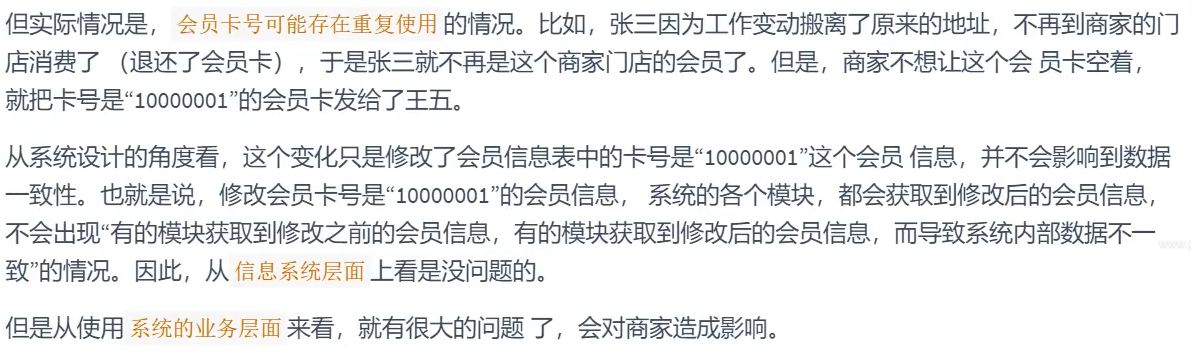 但实际情况是，会员卡号可能存在重复使用的情况。比如，张三因为工作变动搬离了原来的地址，不再到商家的门
店消费了 （退还了会员卡），于是张三就不再是这个商家门店的会员了。但是，商家不想让这个会 员卡空着，
就把卡号是“10000001”的会员卡发给了王五。
从系统设计的角度看，这个变化只是修改了会员信息表中的卡号是“10000001”这个会员 信息，并不会影响到数据
一致性。也就是说，修改会员卡号是“10000001”的会员信息， 系统的各个模块，都会获取到修改后的会员信息，
不会出现“有的模块获取到修改之前的会员信息，有的模块获取到修改后的会员信息，而导致系统内部数据不一
致”的情况。因此，从信息系统层面上看是没问题的。
但是从使用系统的业务层面来看，就有很大的问题 了，会对商家造成影响。